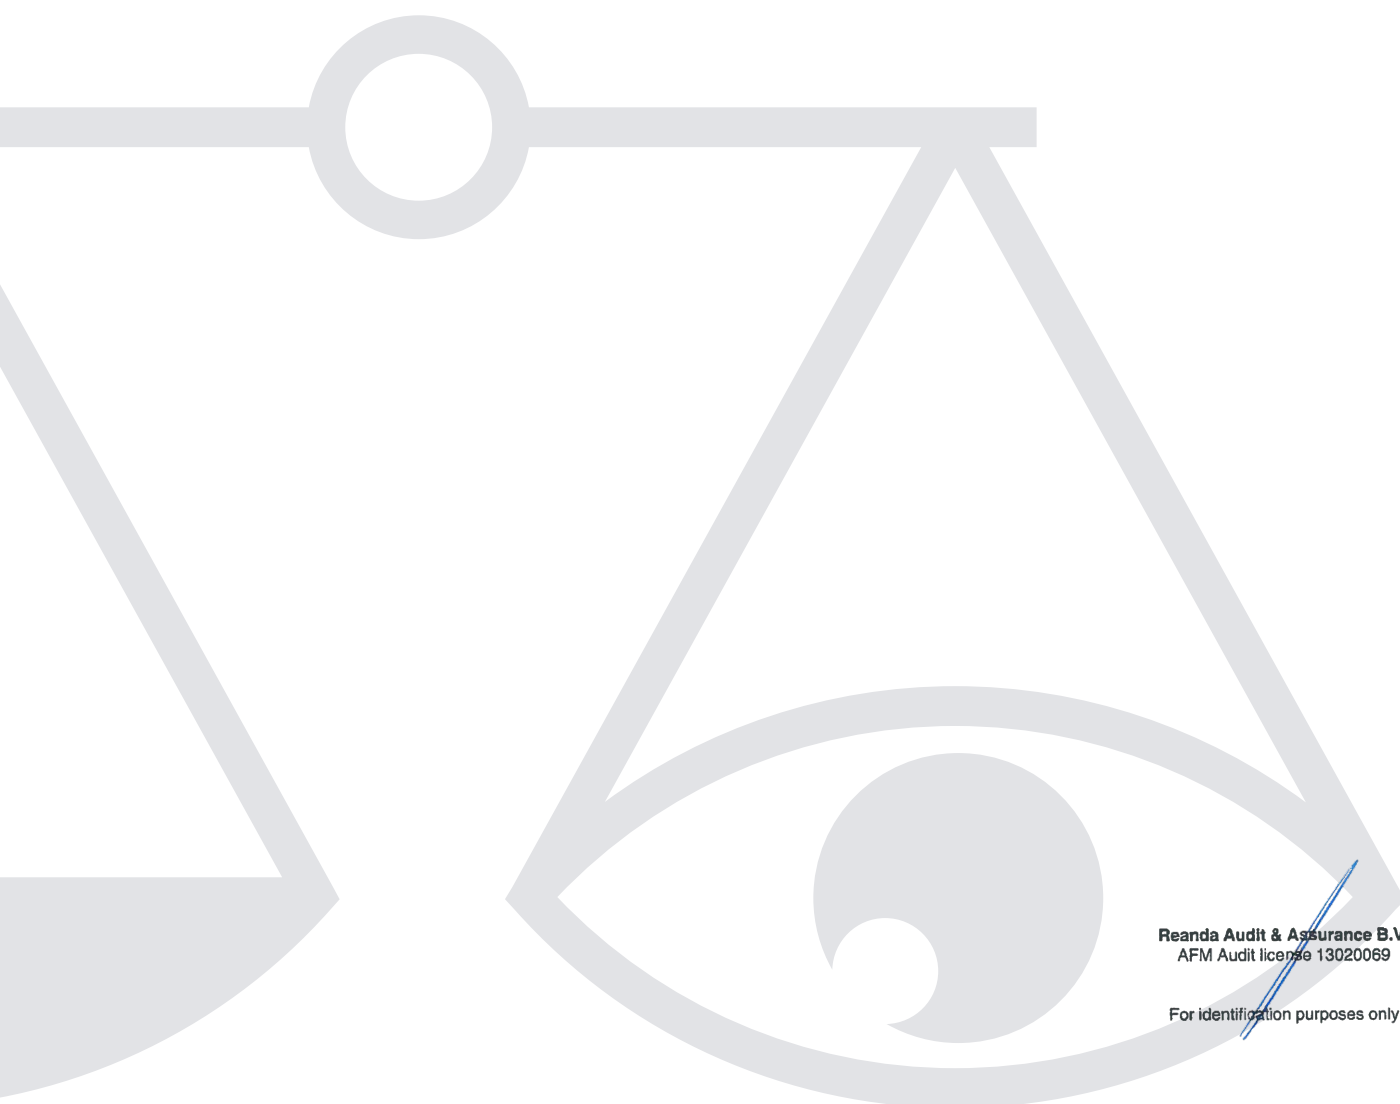 Reanda Audit & Assurance B.V
AFM Audit license 13020069
For identification purposes only